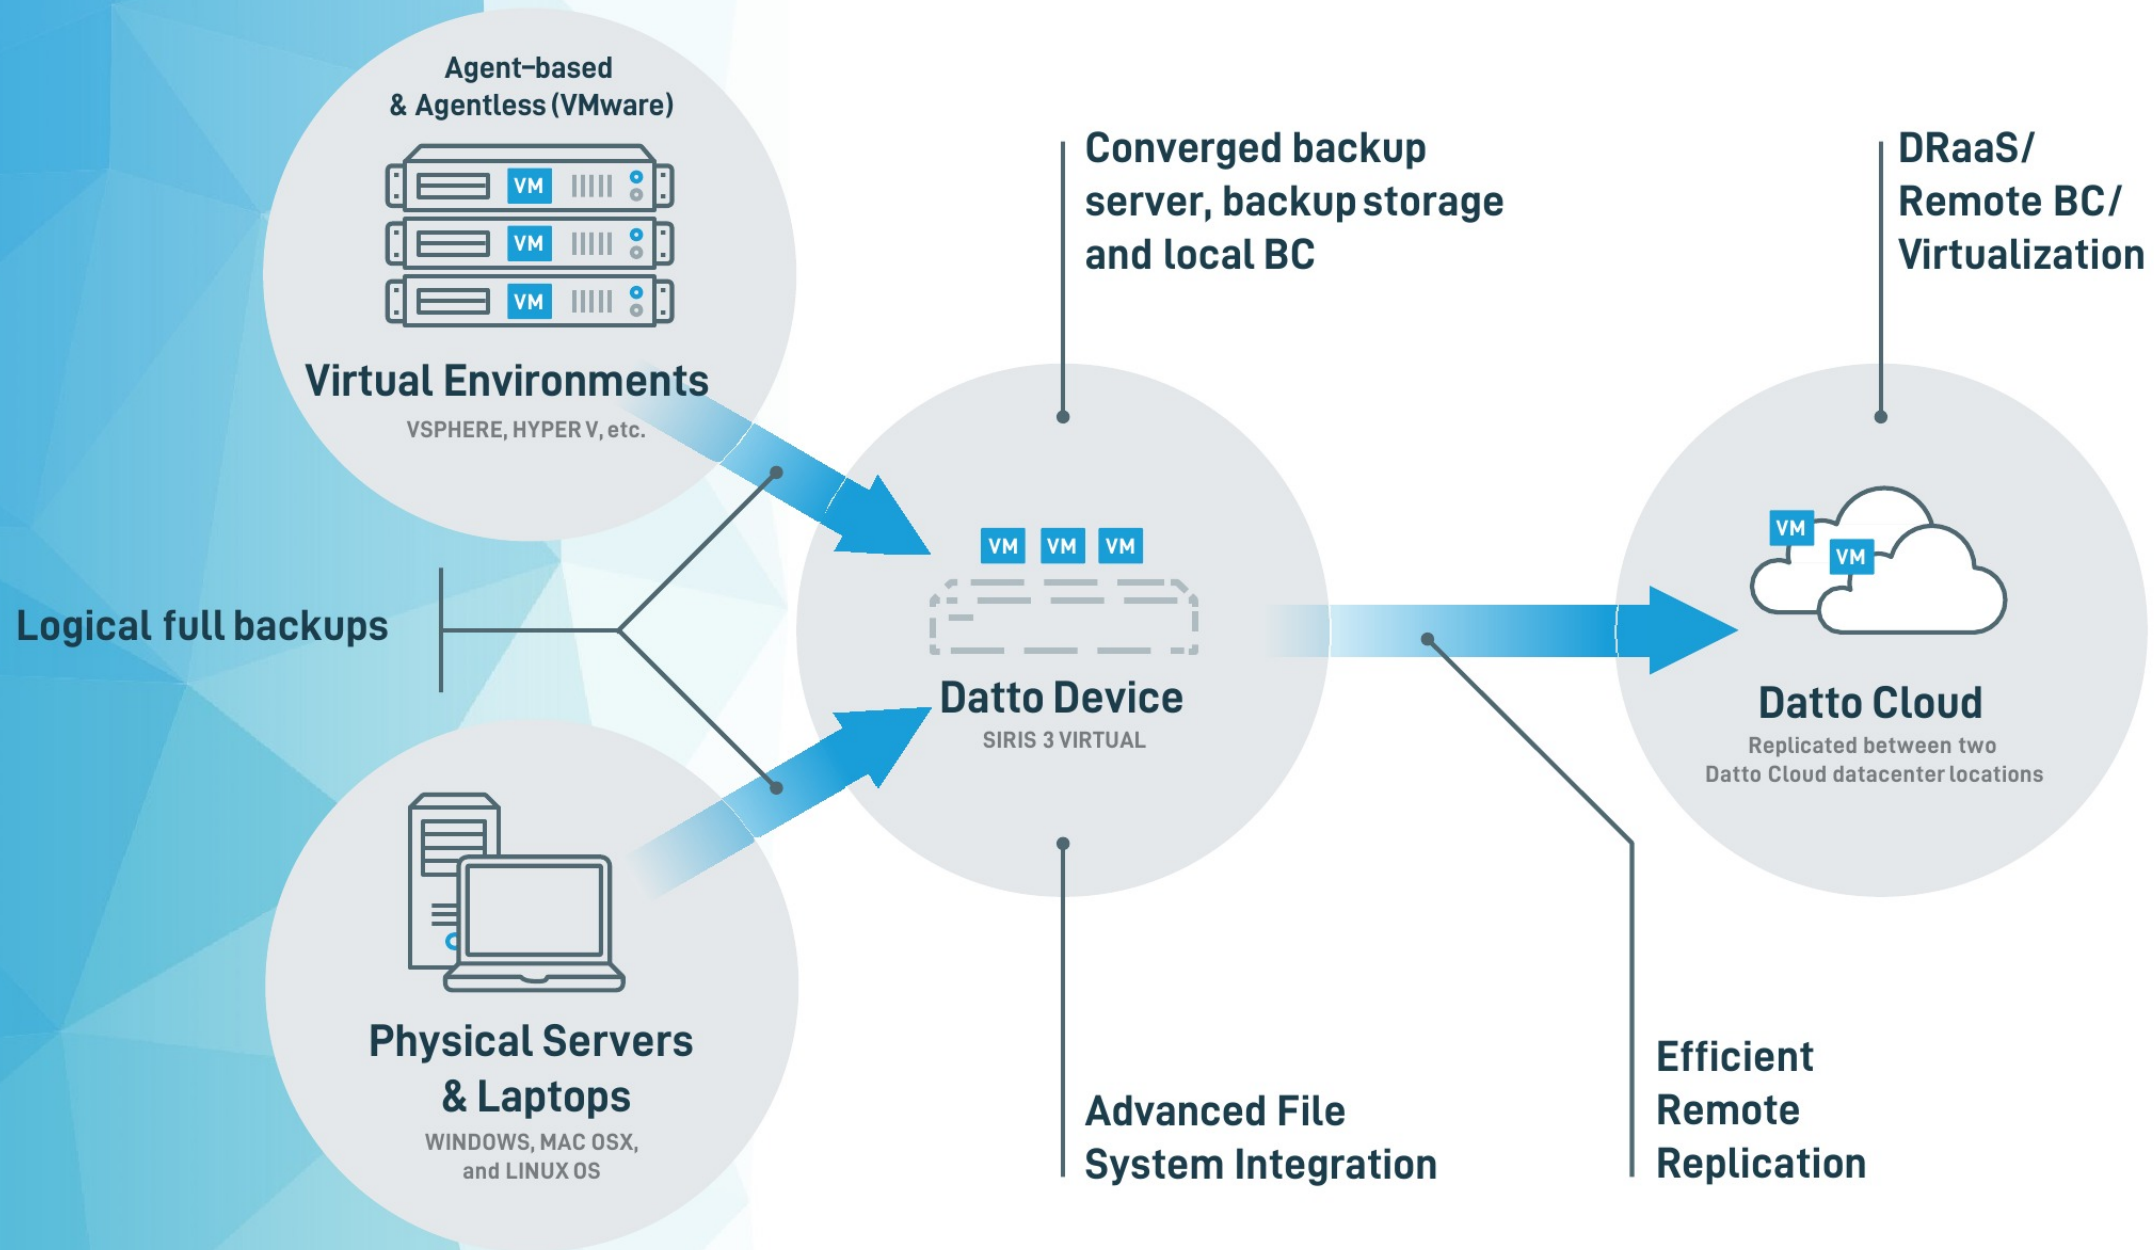 Agent-based
& Agentless (VMware)
VM
VM
VM
Virtual Environments
VSPHERE, HYPER V, etc.
Logical full backups
Physical Servers
& Laptops
WINDOWS, MAC OSX,
and LINUX OS
Converged backup
server, backup storage
and local BC
VM VM VM
Datto Device
SIRIS 3 VIRTUAL
Advanced File
System Integration
DRaaS/
Remote BC/
Virtualization
VM
VM
Datto Cloud
Replicated between two
Datto Cloud datacenter locations
Efficient
Remote
Replication